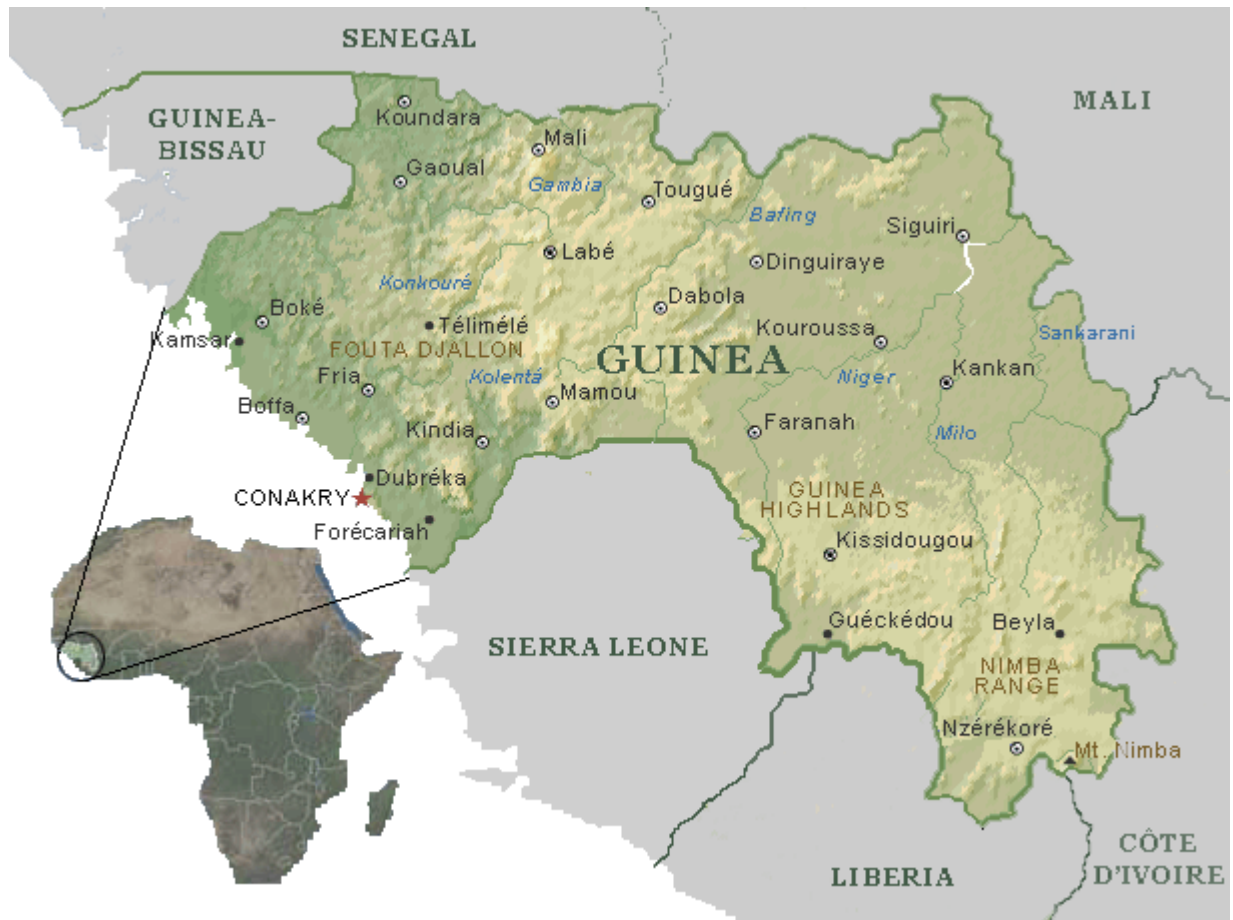 SENEGAL
MALI
GUINEA-
BISSAU
Koundara
Mali
Gaoual
Gambia
Tougué
Bafing
Siguiri
Labé
Dinguiraye
Konkouré
Dabola
Boké
Télimélé
Kouroussa
Sankarani
Kamsar
FOUTA DJALLON
GUINEA
Fria
Kolentá
Niger
Kankan
Mamou
Boffa
Kindia
Faranah
Milo
Dubréka
CONAKRY
GUINEA
HIGHLANDS
Forécariah
Kissidougou
Guéckédou
Beyla
SIERRA LEONE
NIMBA
RANGE
Nzérékoré
Mt. Nimba
CÔTE
D'IVOIRE
LIBERIA